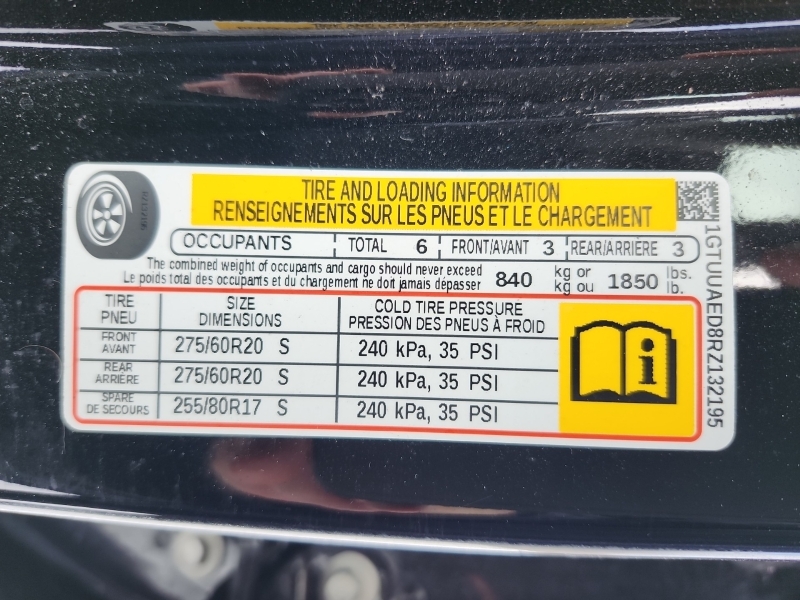 TIRE AND LOADING INFORMATION
RENSEIGNEMENTS SUR LES PNEUS ET LE CHARGEMENT
OCCUPANTS TOTAL 6 FRONT/AVANT 3 REAR/ARRIÈRE 3
The combined weight of occupants and cargo should never exceed
Le poids total des occupants et du chargement ne doit jamais dépasser
840 kg or kg ou 1850 lbs. lb.
TIRE PNEU SIZE DIMENSIONS COLD TIRE PRESSURE PRESSION DES PNEUS À FROID
FRONT AVANT 275/60R20 S 240 kPa, 35 PSI
REAR ARRIÈRE 275/60R20 S 240 kPa, 35 PSI
SPARE DE SECOURS 255/80R17 S 240 kPa, 35 PSI
1GTUUAED8RZ132195